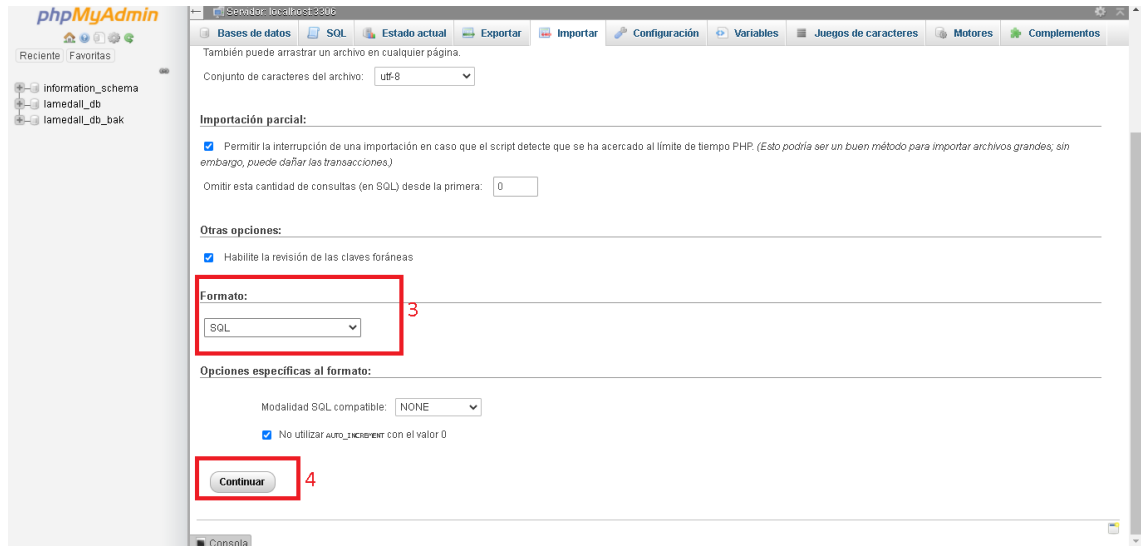 phpMyAdmin
Reciente Favoritas
information_schema
lamedall_db
lamedall_db_bak
Servidor: localhost:3306
Bases de datos SQL Estado actual Exportar Importar Configuración Variables Juegos de caracteres Motores Complementos
También puede arrastrar un archivo en cualquier página.
Conjunto de caracteres del archivo: utf-8
Importación parcial:
Permitir la interrupción de una importación en caso que el script detecte que se ha acercado al límite de tiempo PHP. (Esto podría ser un buen método para importar archivos grandes; sin
embargo, puede dañar las transacciones.)
Omitir esta cantidad de consultas (en SQL) desde la primera: 0
Otras opciones:
Habilite la revisión de las claves foráneas
Formato:
3
SQL
Opciones específicas al formato:
Modalidad SQL compatible: NONE
No utilizar AUTO_INCREMENT con el valor 0
Continuar 4
Consola